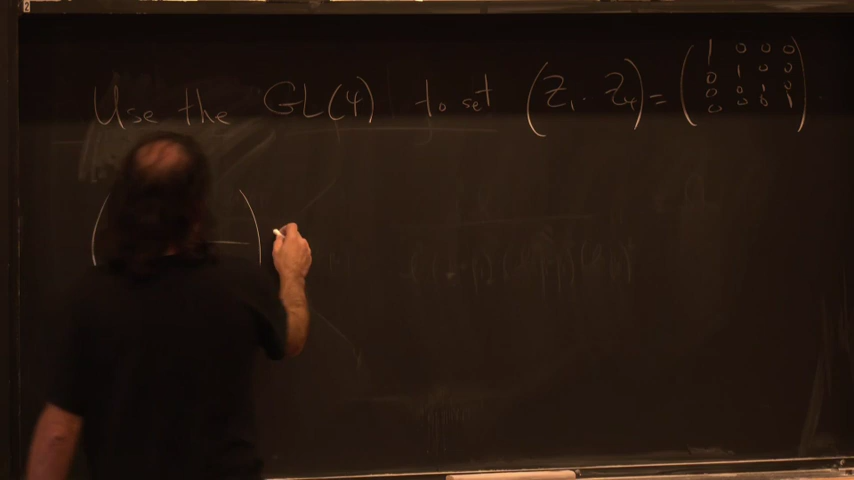 Use the GL(4) to set (Z₁ · Z₄) = (1 0 0 0
0 1 0 0
0 0 1 0
0 0 0 1)